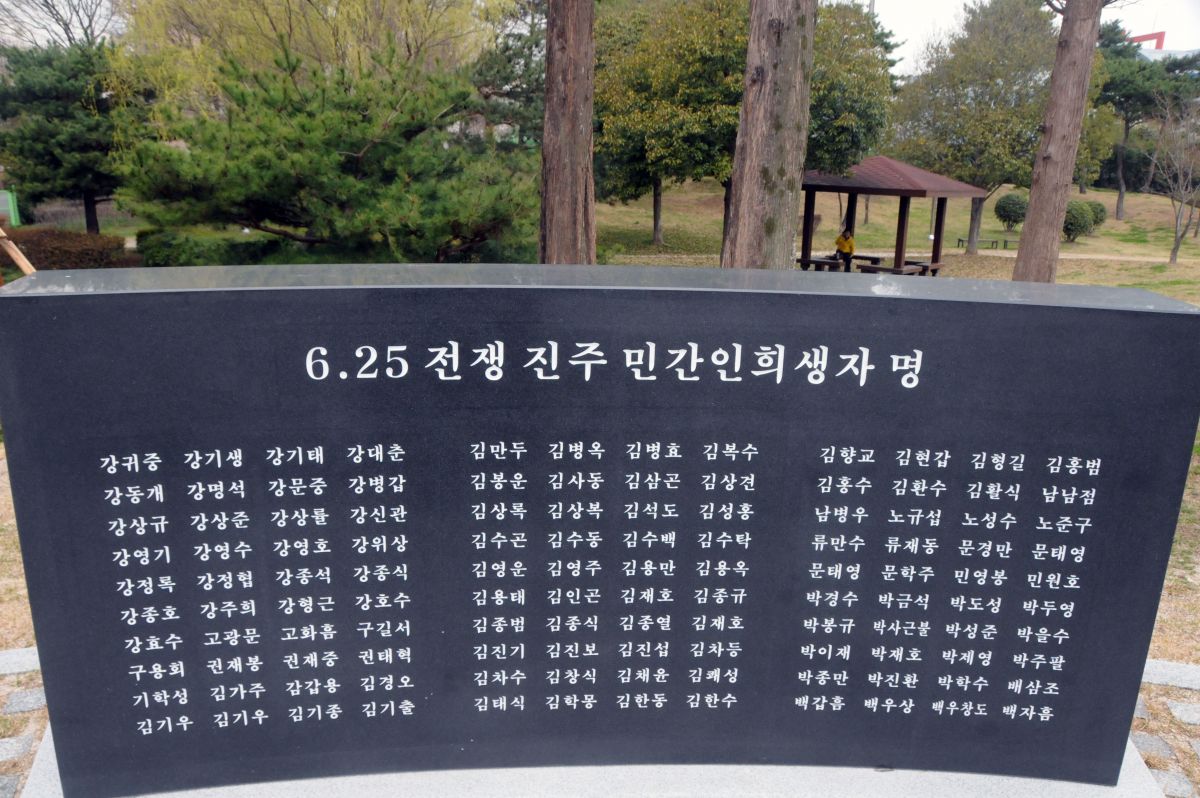 6.25 전쟁 진주 민간인희생자 명
강귀중 강기생 강기태 강대춘
강동개 강명석 강문중 강병갑
강상규 강상준 강상률 강신관
강영기 강영수 강영호 강위상
강정록 강정협 강종석 강종식
강종호 강주희 강형근 강호수
강효수 고광문 고화흠 구길서
구용회 권재봉 권재중 권태혁
기학성 김가주 감갑용 김경오
김기우 김기우 김기종 김기출
김만두 김병옥 김병효 김복수
김봉운 김사동 김삼곤 김상견
김상록 김상복 김석도 김성홍
김수곤 김수동 김수백 김수탁
김영운 김영주 김용만 김용옥
김용태 김인곤 김재호 김종규
김종범 김종식 김종열 김재호
김진기 김진보 김진섭 김차등
김차수 김창식 김채윤 김쾌성
김태식 김학몽 김한동 김한수
김향교 김현갑 김형길 김홍범
김홍수 김환수 김활식 남남점
남병우 노규섭 노성수 노준구
류만수 류재동 문경만 문태영
문태영 문학주 민영봉 민원호
박경수 박금석 박도성 박두영
박봉규 박사근불 박성준 박을수
박이재 박재호 박제영 박주팔
박종만 박진환 박학수 배삼조
백갑흠 백우상 백우창도 백자흠